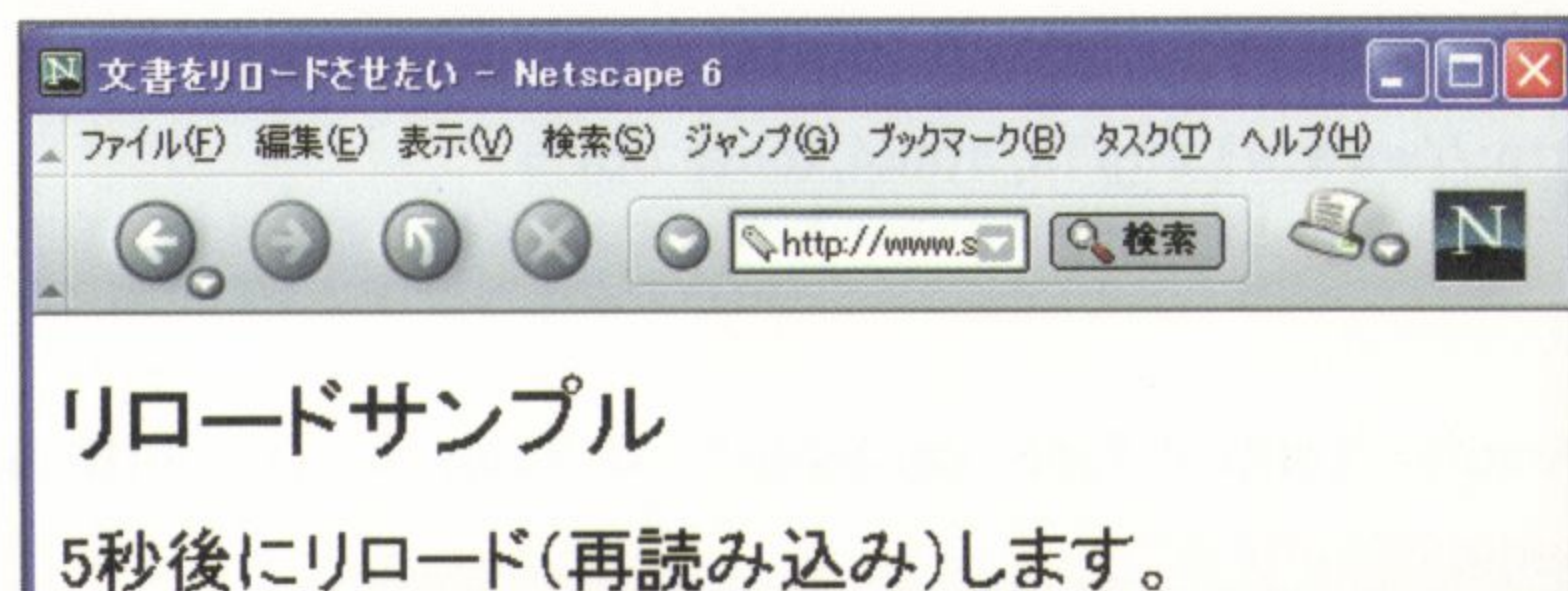 N 文書をリロードさせたい - Netscape 6
ファイル(F) 編集(E) 表示(V) 検索(S) ジャンプ(G) ブックマーク(B) タスク(T) ヘルプ(H)
http://www.s 検索 N
リロードサンプル
5秒後にリロード(再読み込み)します。